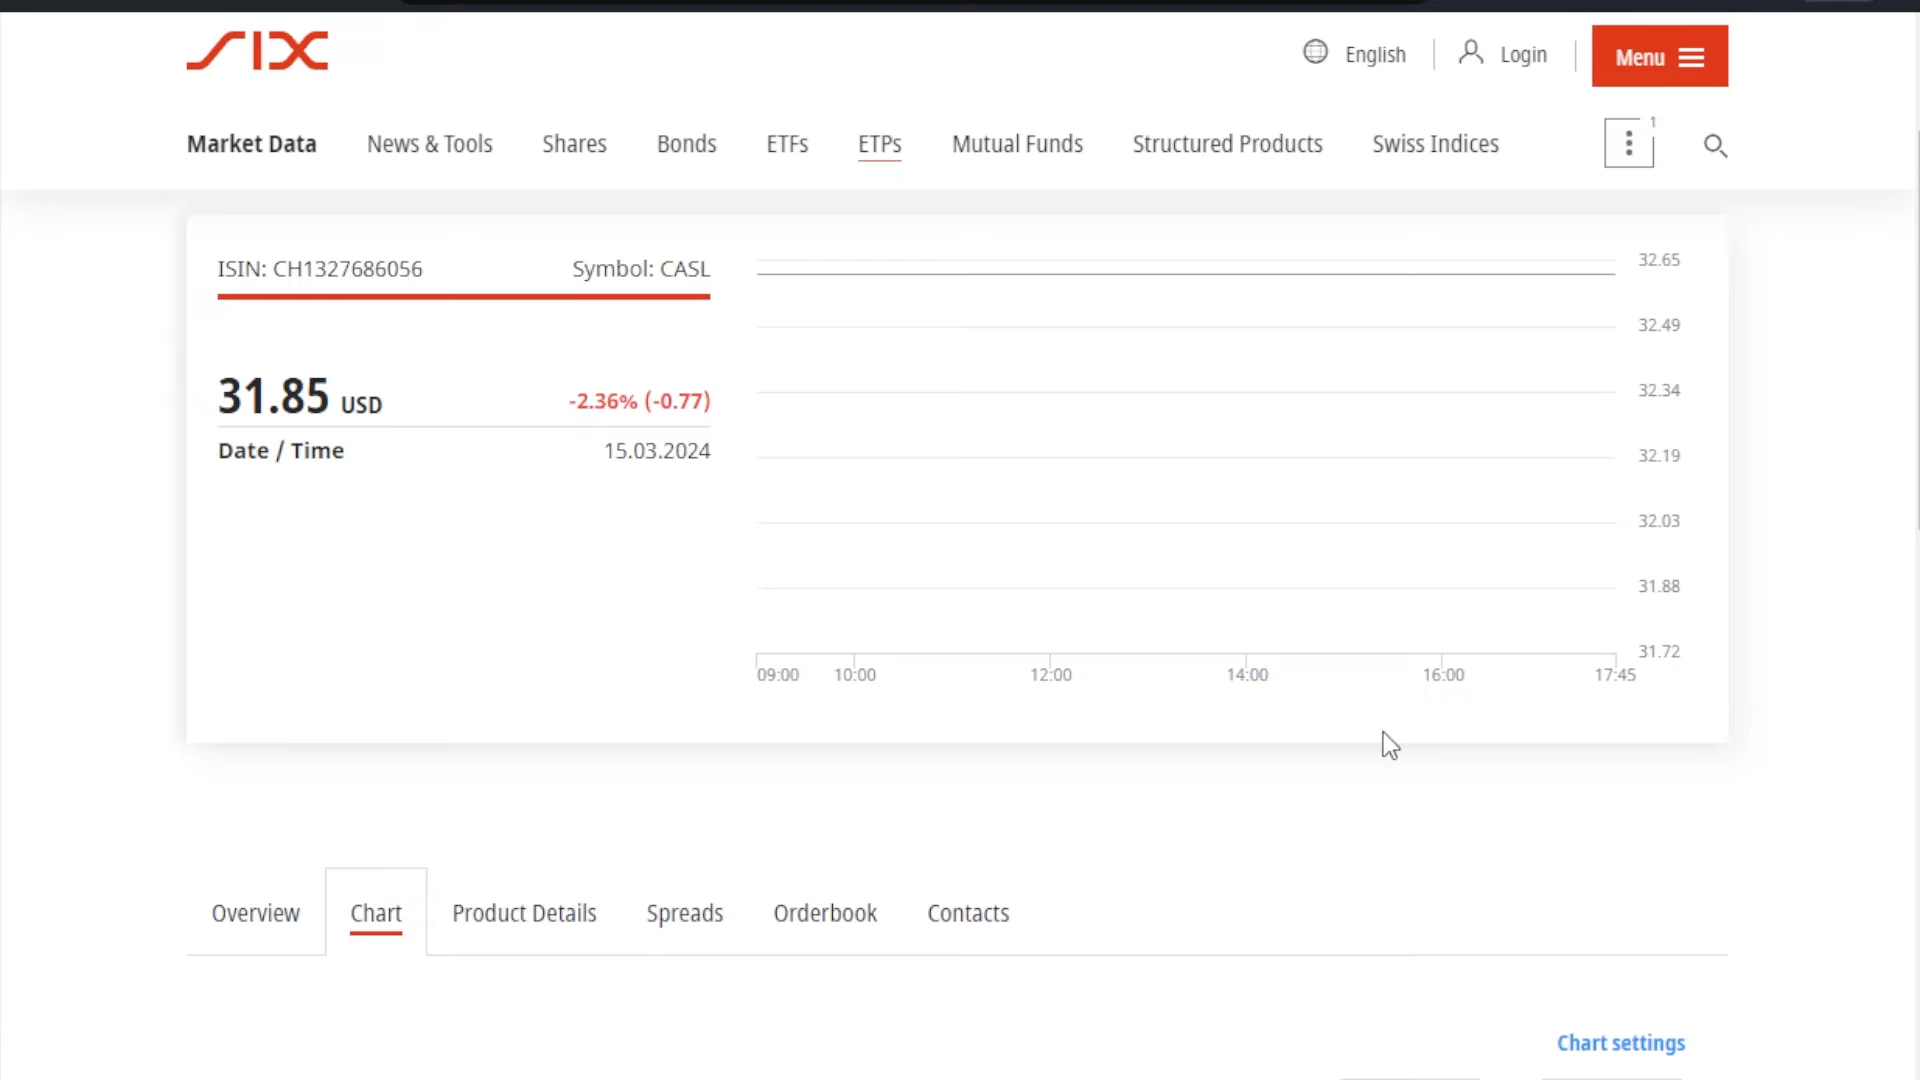 SIX
English
Login
Menu
Market Data
News & Tools
Shares
Bonds
ETFs
ETPs
Mutual Funds
Structured Products
Swiss Indices
1
ISIN: CH1327686056
Symbol: CASL
31.85 USD
-2.36% (-0.77)
Date / Time
15.03.2024
32.65
32.49
32.34
32.19
32.03
31.88
31.72
09:00
10:00
12:00
14:00
16:00
17:45
Overview
Chart
Product Details
Spreads
Orderbook
Contacts
Chart settings